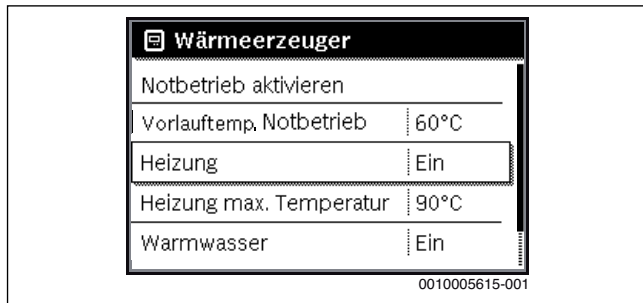 Wärmeerzeuger
Notbetrieb aktivieren
Vorlauftemp. Notbetrieb 60°C
Heizung Ein
Heizung max. Temperatur 90°C
Warmwasser Ein
0010005615-001